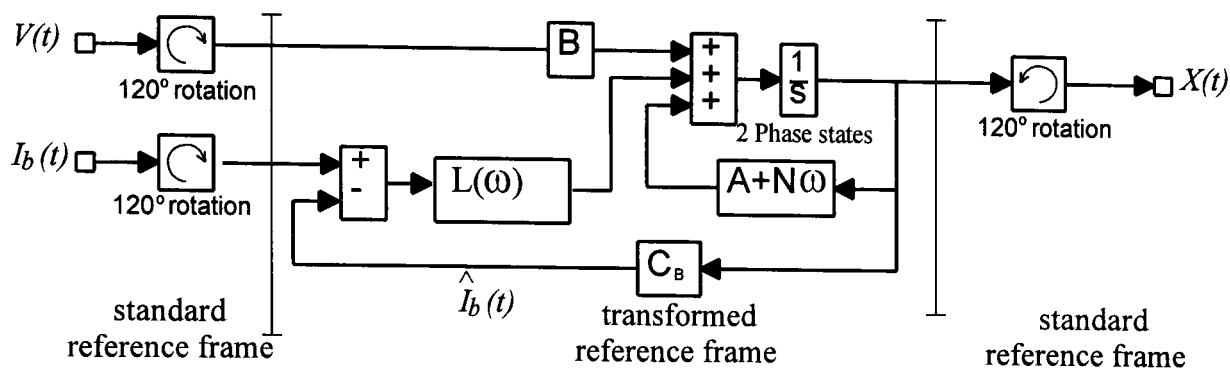 V(t)
120° rotation
B
+
+
+
1
s
2 Phase states
120° rotation
X(t)
I_b(t)
120° rotation
+
-
L(ω)
A+Nω
C_B
Î_b(t)
standard
reference frame
transformed
reference frame
standard
reference frame